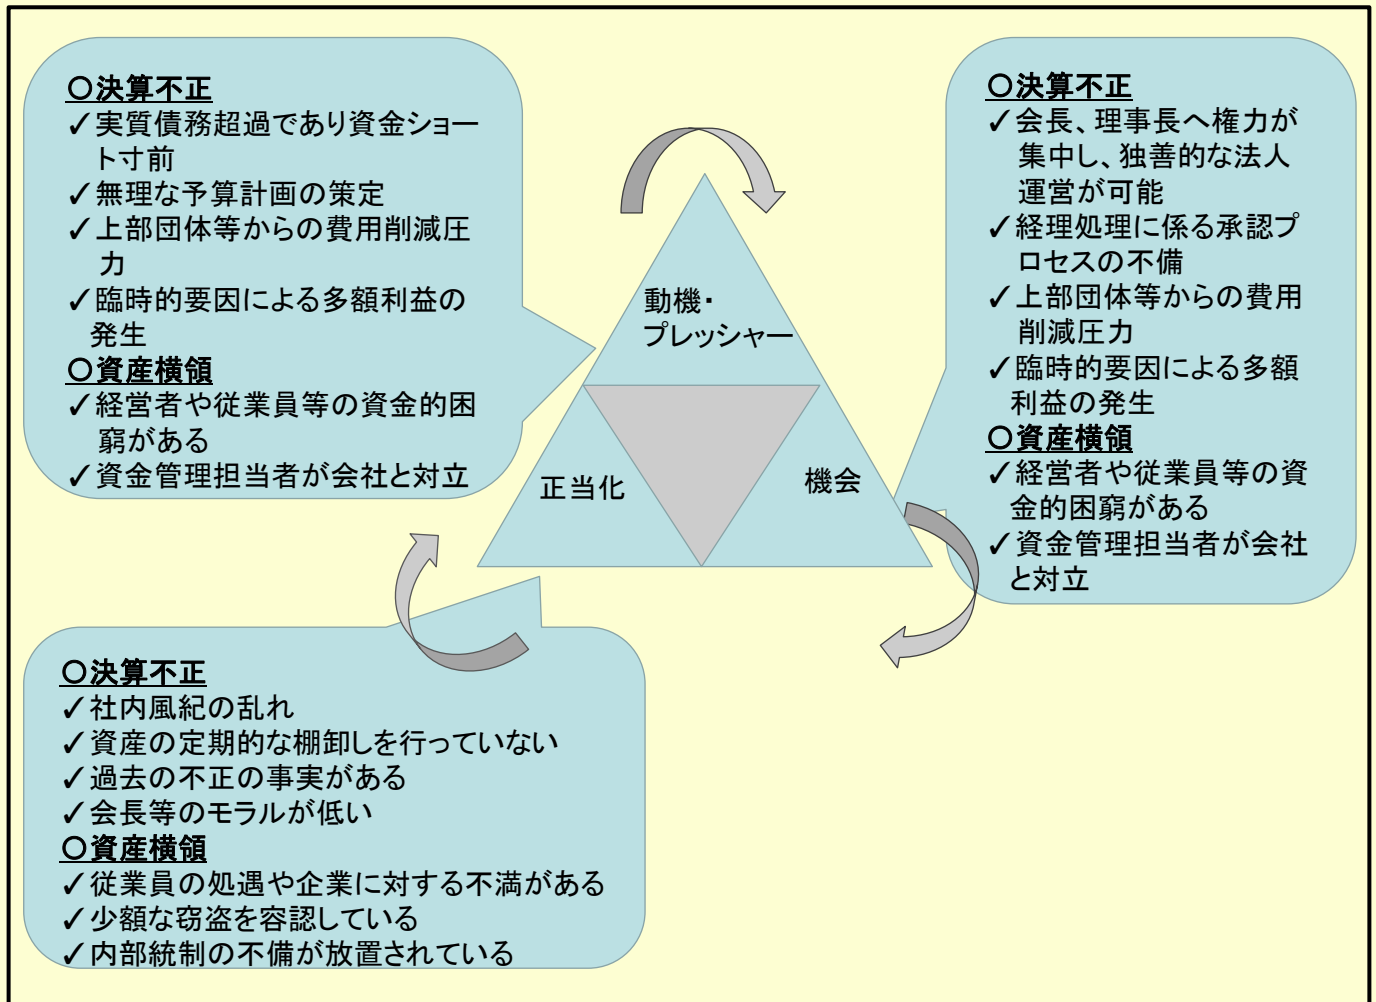 〇決算不正
✓実質債務超過であり資金ショー
ト寸前
✓無理な予算計画の策定
✓上部団体等からの費用削減圧
力
✓臨時的要因による多額利益の
発生
〇資産横領
✓経営者や従業員等の資金的困
窮がある
✓資金管理担当者が会社と対立
動機・
プレッシャー
正当化
機会
〇決算不正
✓会長、理事長へ権力が
集中し、独善的な法人
運営が可能
✓経理処理に係る承認プ
ロセスの不備
✓上部団体等からの費用
削減圧力
✓臨時的要因による多額
利益の発生
〇資産横領
✓経営者や従業員等の資
金的困窮がある
✓資金管理担当者が会社
と対立
〇決算不正
✓社内風紀の乱れ
✓資産の定期的な棚卸しを行っていない
✓過去の不正の事実がある
✓会長等のモラルが低い
〇資産横領
✓従業員の処遇や企業に対する不満がある
✓少額な窃盗を容認している
✓内部統制の不備が放置されている